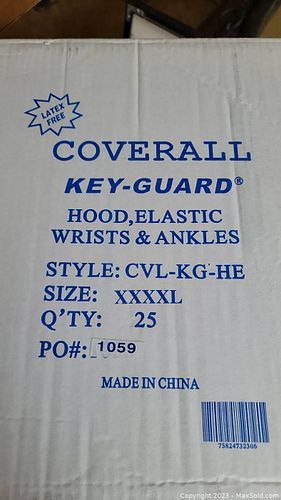 LATEX
FREE
COVERALL
KEY-GUARD®
HOOD,ELASTIC
WRISTS & ANKLES
STYLE: CVL-KG-HE
SIZE: XXXXL
Q'TY: 25
PO#: 1059
MADE IN CHINA
75824732306
Copyright 2023 - MaxSold.com